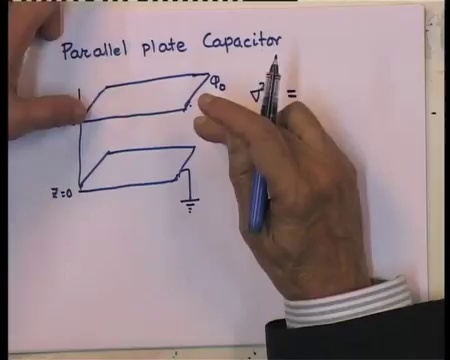 Parallel plate Capacitor
φ₀
∇² =
z=0